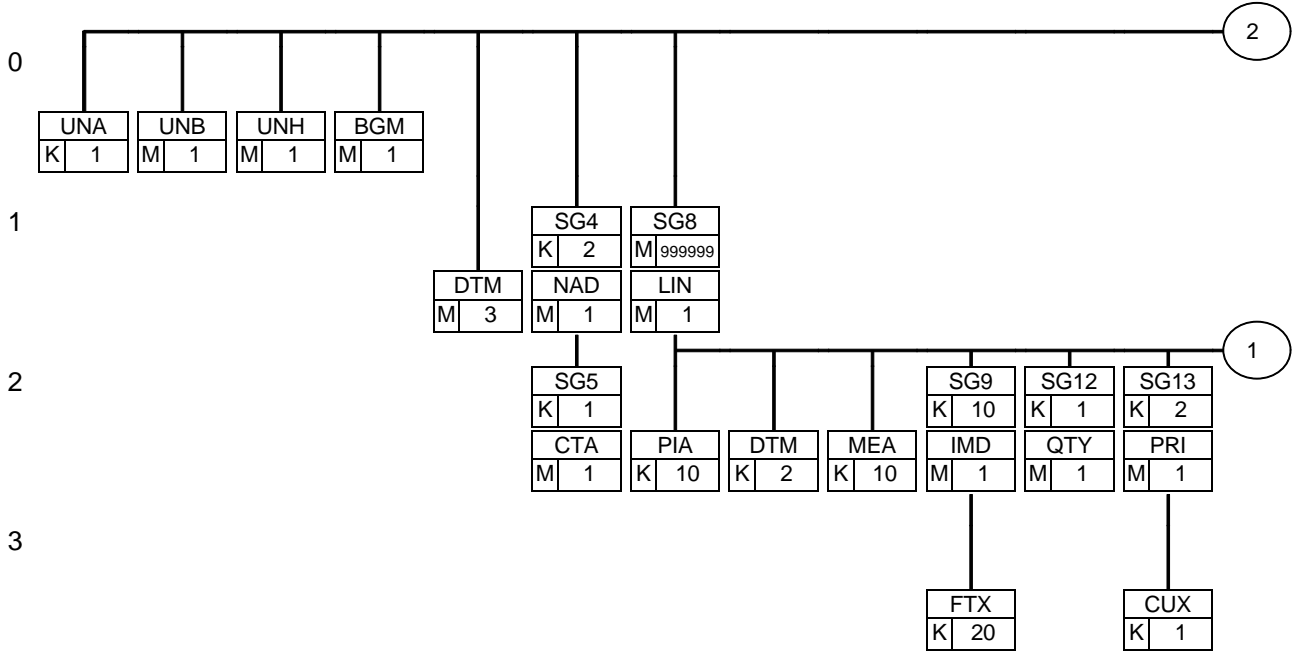 2
0
UNA UNB UNH BGM
K 1 M 1 M 1 M 1
1
SG4 SG8
K 2 M 999999
DTM NAD LIN
M 3 M 1 M 1
1
2
SG5 SG9 SG12 SG13
K 1 K 10 K 1 K 2
CTA PIA DTM MEA IMD QTY PRI
M 1 K 10 K 2 K 10 M 1 M 1 M 1
3
FTX CUX
K 20 K 1